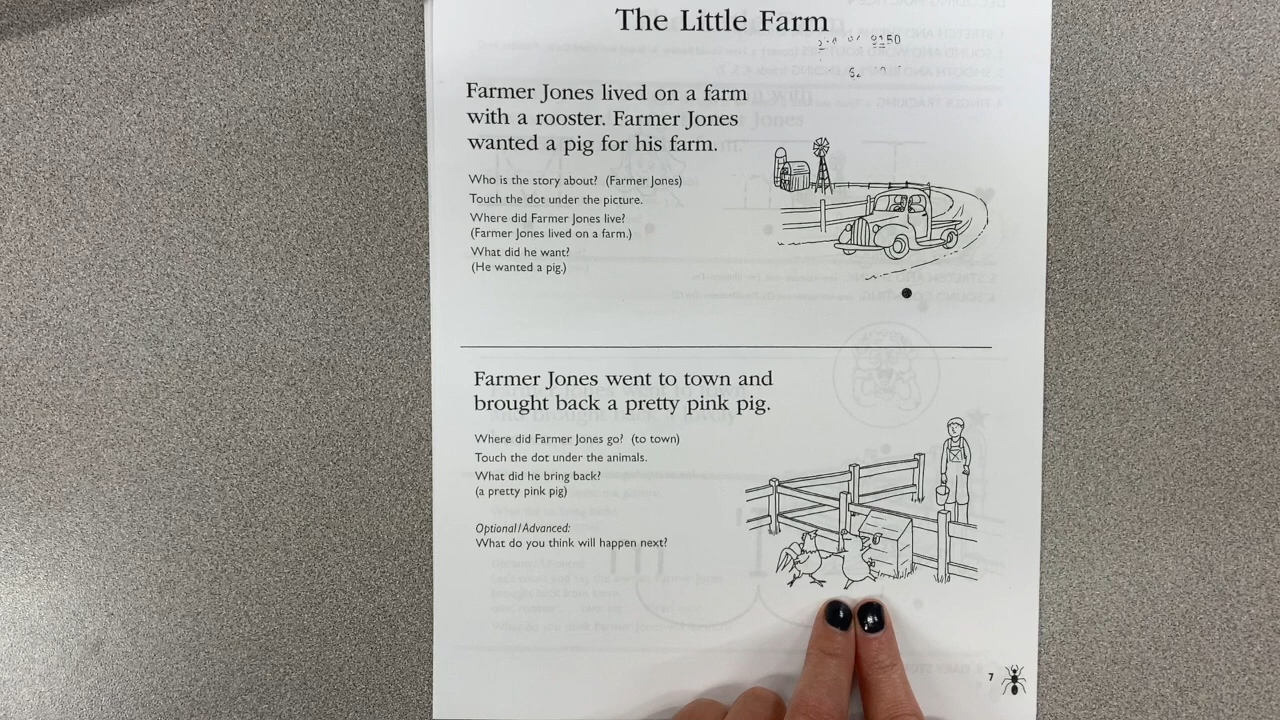 The Little Farm
Farmer Jones lived on a farm
with a rooster. Farmer Jones
wanted a pig for his farm.
Who is the story about? (Farmer Jones)
Touch the dot under the picture.
Where did Farmer Jones live?
(Farmer Jones lived on a farm.)
What did he want?
(He wanted a pig.)
Farmer Jones went to town and
brought back a pretty pink pig.
Where did Farmer Jones go? (to town)
Touch the dot under the animals.
What did he bring back?
(a pretty pink pig)
Optional/Advanced:
What do you think will happen next?
7